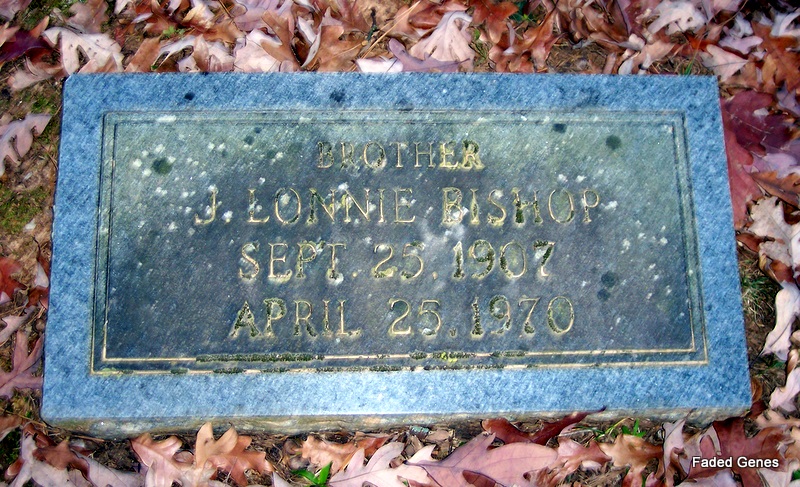 BROTHER
J. LONNIE BISHOP
SEPT. 25, 1907
APRIL 25, 1970
Faded Genes